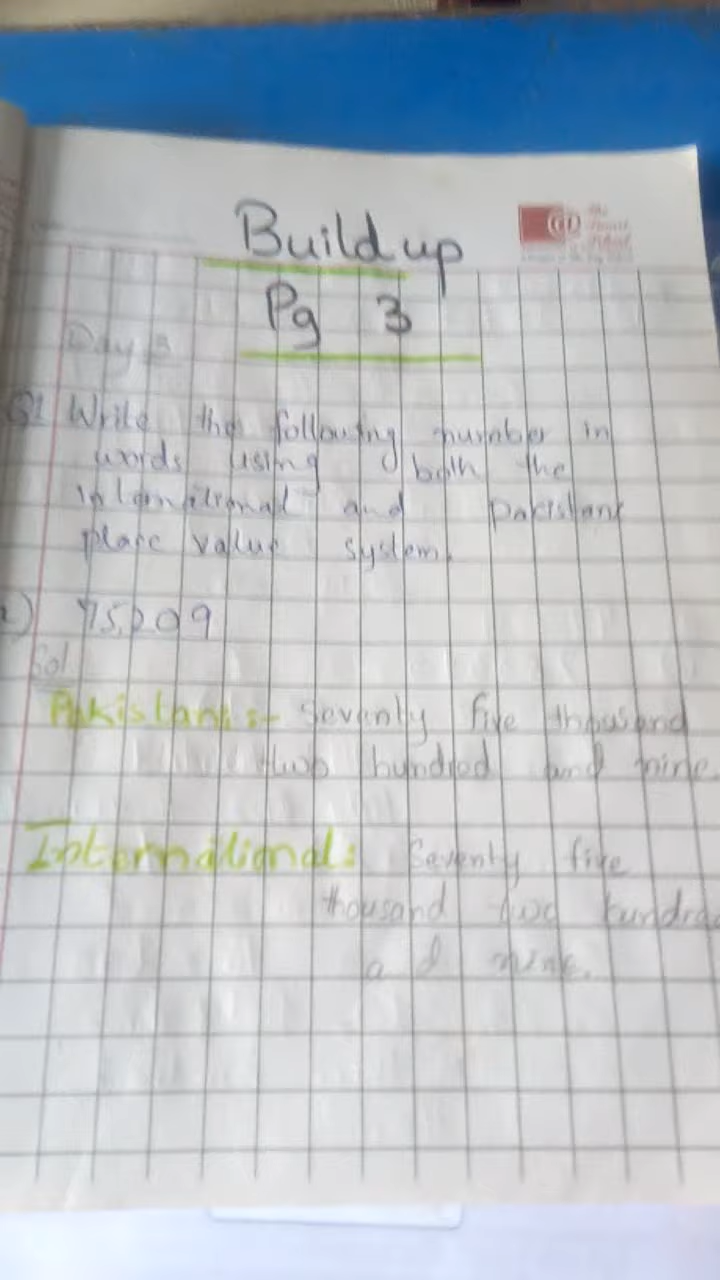 Build up
Pg 3
Day 3
Q1 Write the following number in
words using both the
international and pakistani
place value system.
75,209
Sol.
Pakistani :- Seventy five thousand
two hundred and nine
International: Seventy five
thousand two hundred
a d nine.